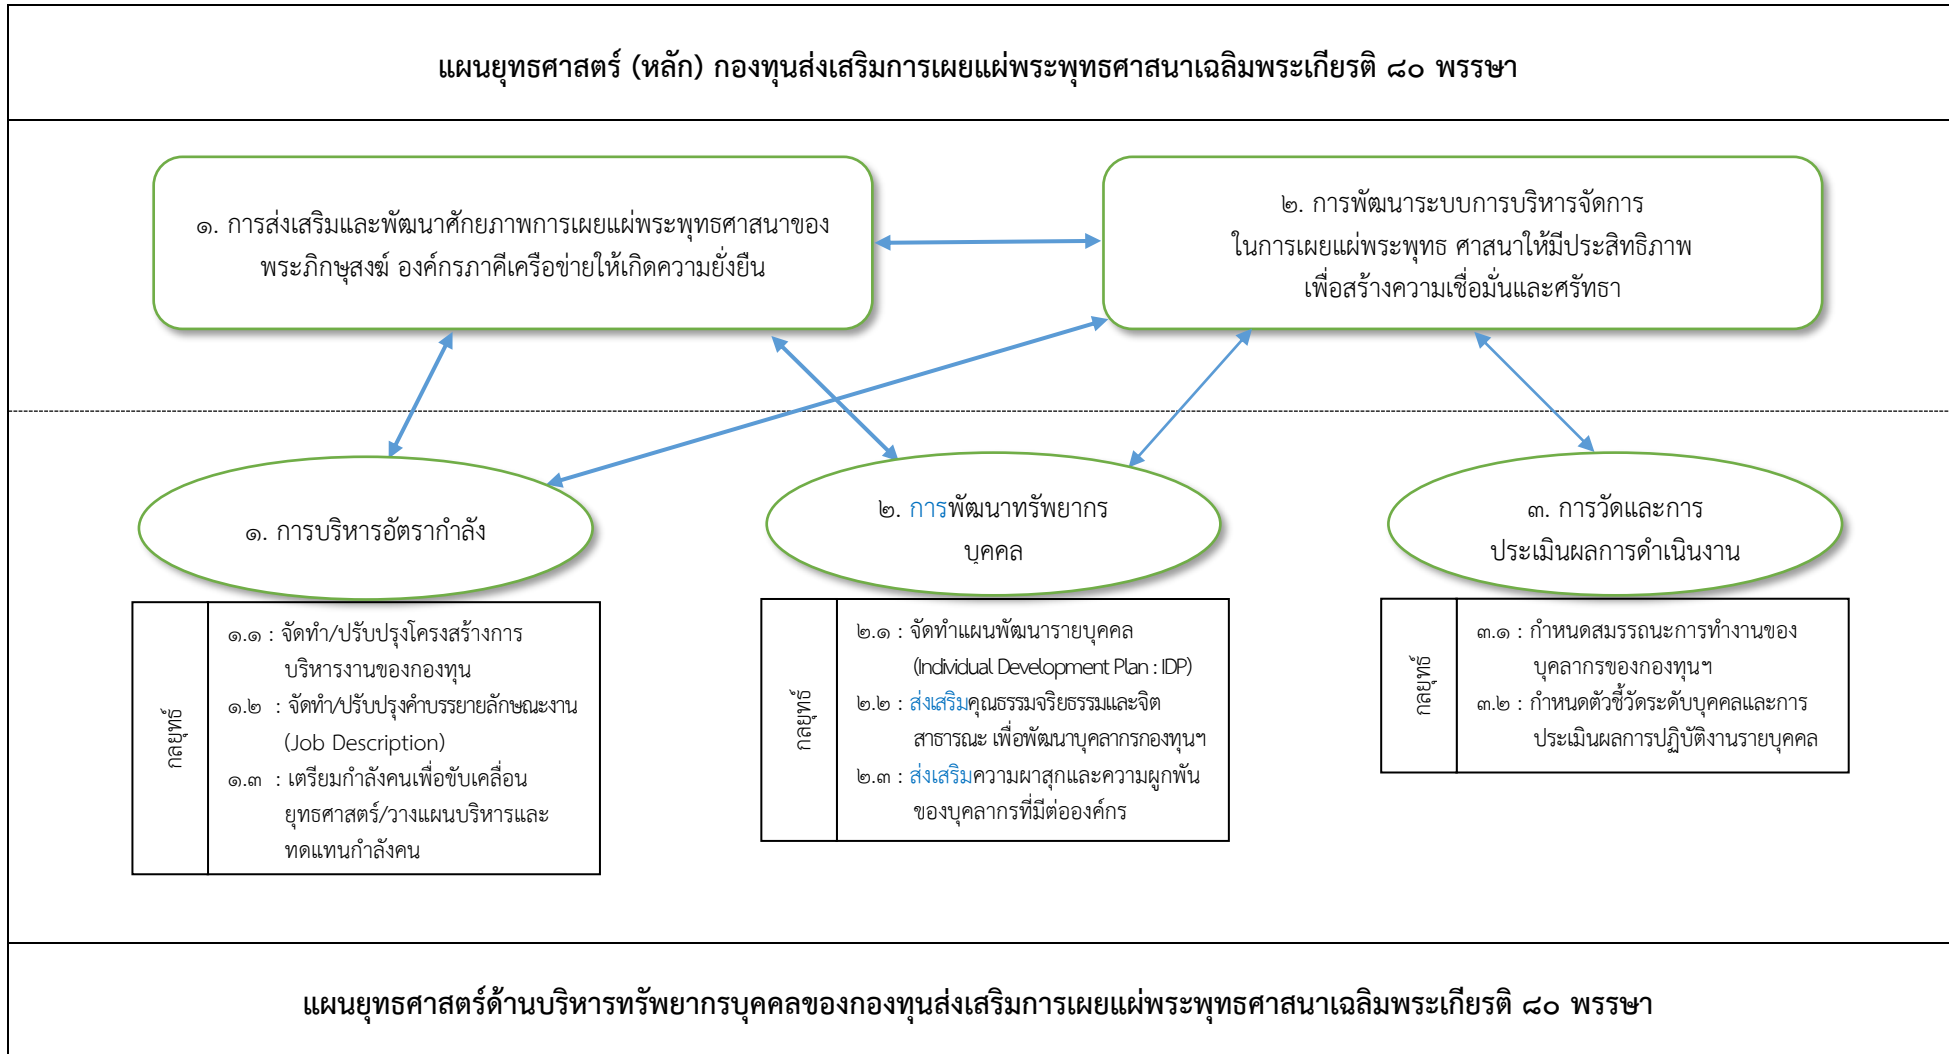 แผนยุทธศาสตร์ (หลัก) กองทุนส่งเสริมการเผยแผ่พระพุทธศาสนาเฉลิมพระเกียรติ ๘๐ พรรษา
๑. การส่งเสริมและพัฒนาศักยภาพการเผยแผ่พระพุทธศาสนาของ
พระภิกษุสงฆ์ องค์กรภาคีเครือข่ายให้เกิดความยั่งยืน
๒. การพัฒนาระบบการบริหารจัดการ
ในการเผยแผ่พระพุทธ ศาสนาให้มีประสิทธิภาพ
เพื่อสร้างความเชื่อมั่นและศรัทธา
๑. การบริหารอัตรากำลัง
๒. การพัฒนาทรัพยากร
บุคคล
๓. การวัดและการ
ประเมินผลการดำเนินงาน
กลยุทธ์
๑.๑ : จัดทำ/ปรับปรุงโครงสร้างการ
บริหารงานของกองทุน
๑.๒ : จัดทำ/ปรับปรุงคำบรรยายลักษณะงาน
(Job Description)
๑.๓ : เตรียมกำลังคนเพื่อขับเคลื่อน
ยุทธศาสตร์/วางแผนบริหารและ
ทดแทนกำลังคน
กลยุทธ์
๒.๑ : จัดทำแผนพัฒนารายบุคคล
(Individual Development Plan : IDP)
๒.๒ : ส่งเสริมคุณธรรมจริยธรรมและจิต
สาธารณะ เพื่อพัฒนาบุคลากรกองทุนฯ
๒.๓ : ส่งเสริมความผาสุกและความผูกพัน
ของบุคลากรที่มีต่อองค์กร
กลยุทธ์
๓.๑ : กำหนดสมรรถนะการทำงานของ
บุคลากรของกองทุนฯ
๓.๒ : กำหนดตัวชี้วัดระดับบุคคลและการ
ประเมินผลการปฏิบัติงานรายบุคคล
แผนยุทธศาสตร์ด้านบริหารทรัพยากรบุคคลของกองทุนส่งเสริมการเผยแผ่พระพุทธศาสนาเฉลิมพระเกียรติ ๘๐ พรรษา